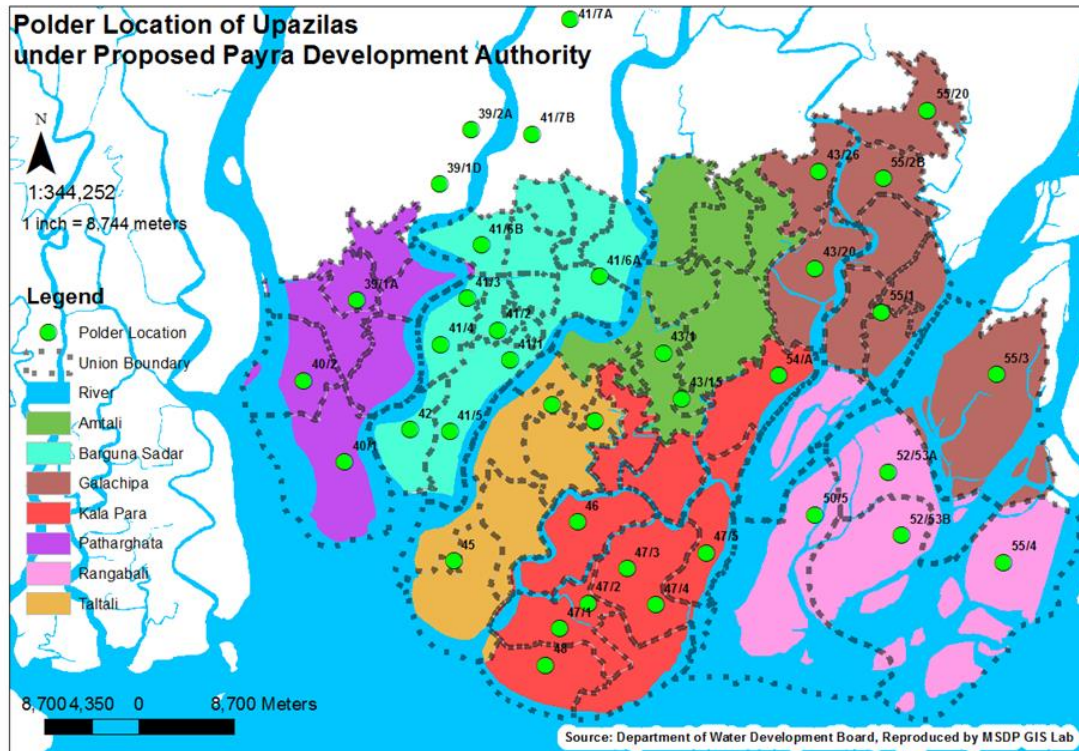 Polder Location of Upazilas
under Proposed Payra Development Authority
N
1:344,252
1 inch = 8,744 meters
Legend
Polder Location
Union Boundary
River
Amtali
Barguna Sadar
Galachipa
Kala Para
Patharghata
Rangabali
Taltali
41/7A
39/2A
41/7B
39/1D
55/20
43/26
55/2B
41/6B
41/6A
43/20
39/1A
41/3
41/2
41/4
41/1
55/1
40/2
43/1
54/A
55/3
43/15
42
41/5
40/1
52/53A
46
50/5
52/53B
45
47/3
47/5
55/4
47/2
47/4
47/1
48
8,700 4,350 0 8,700 Meters
Source: Department of Water Development Board, Reproduced by MSDP GIS Lab